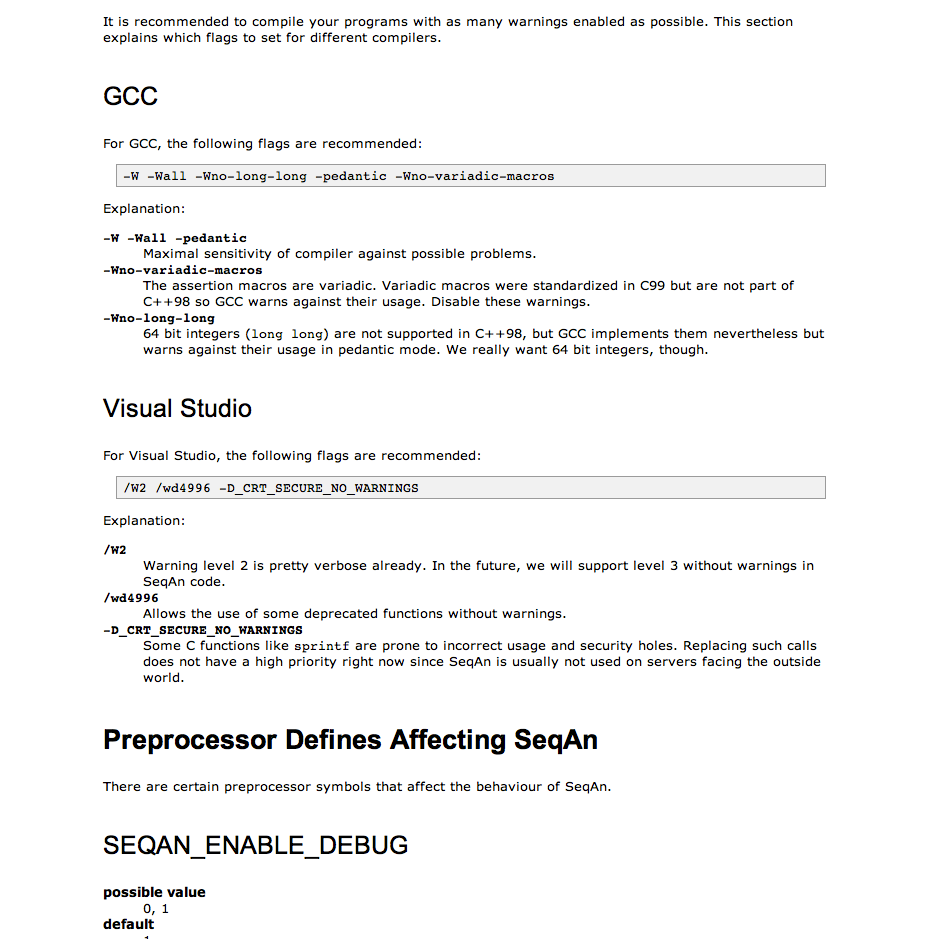 It is recommended to compile your programs with as many warnings enabled as possible. This section
explains which flags to set for different compilers.
GCC
For GCC, the following flags are recommended:
-W -Wall -Wno-long-long -pedantic -Wno-variadic-macros
Explanation:
-W -Wall -pedantic
Maximal sensitivity of compiler against possible problems.
-Wno-variadic-macros
The assertion macros are variadic. Variadic macros were standardized in C99 but are not part of
C++98 so GCC warns against their usage. Disable these warnings.
-Wno-long-long
64 bit integers (long long) are not supported in C++98, but GCC implements them nevertheless but
warns against their usage in pedantic mode. We really want 64 bit integers, though.
Visual Studio
For Visual Studio, the following flags are recommended:
/W2 /wd4996 -D_CRT_SECURE_NO_WARNINGS
Explanation:
/W2
Warning level 2 is pretty verbose already. In the future, we will support level 3 without warnings in
SeqAn code.
/wd4996
Allows the use of some deprecated functions without warnings.
-D_CRT_SECURE_NO_WARNINGS
Some C functions like sprintf are prone to incorrect usage and security holes. Replacing such calls
does not have a high priority right now since SeqAn is usually not used on servers facing the outside
world.
Preprocessor Defines Affecting SeqAn
There are certain preprocessor symbols that affect the behaviour of SeqAn.
SEQAN_ENABLE_DEBUG
possible value
0, 1
default